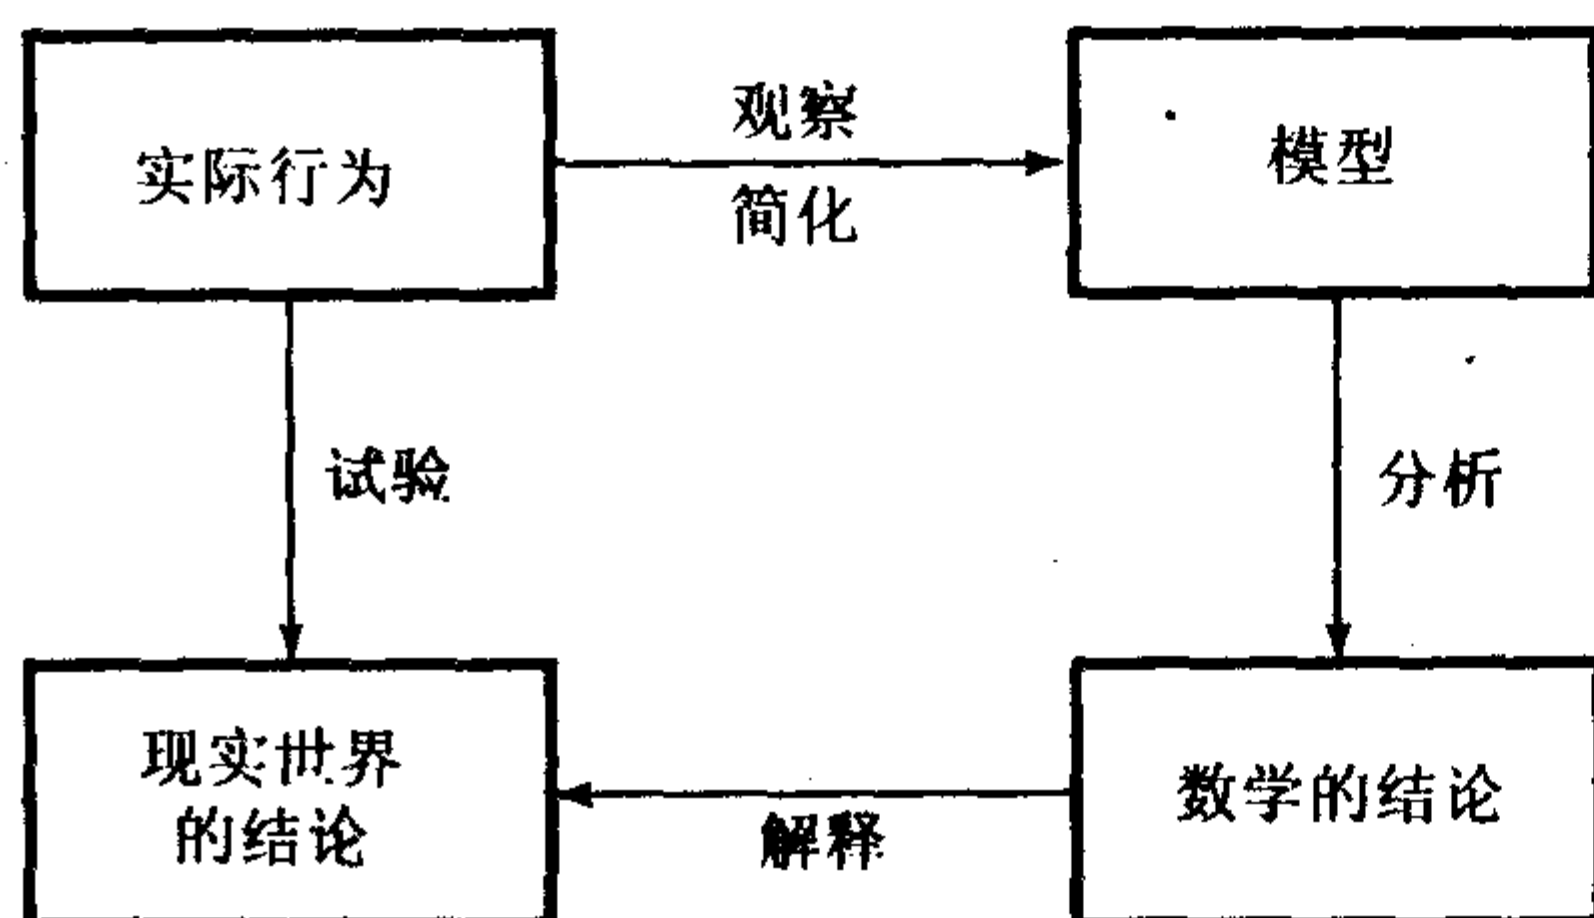 观察
实际行为
模型
简化
试验
分析
现实世界
的结论
数学的结论
解释